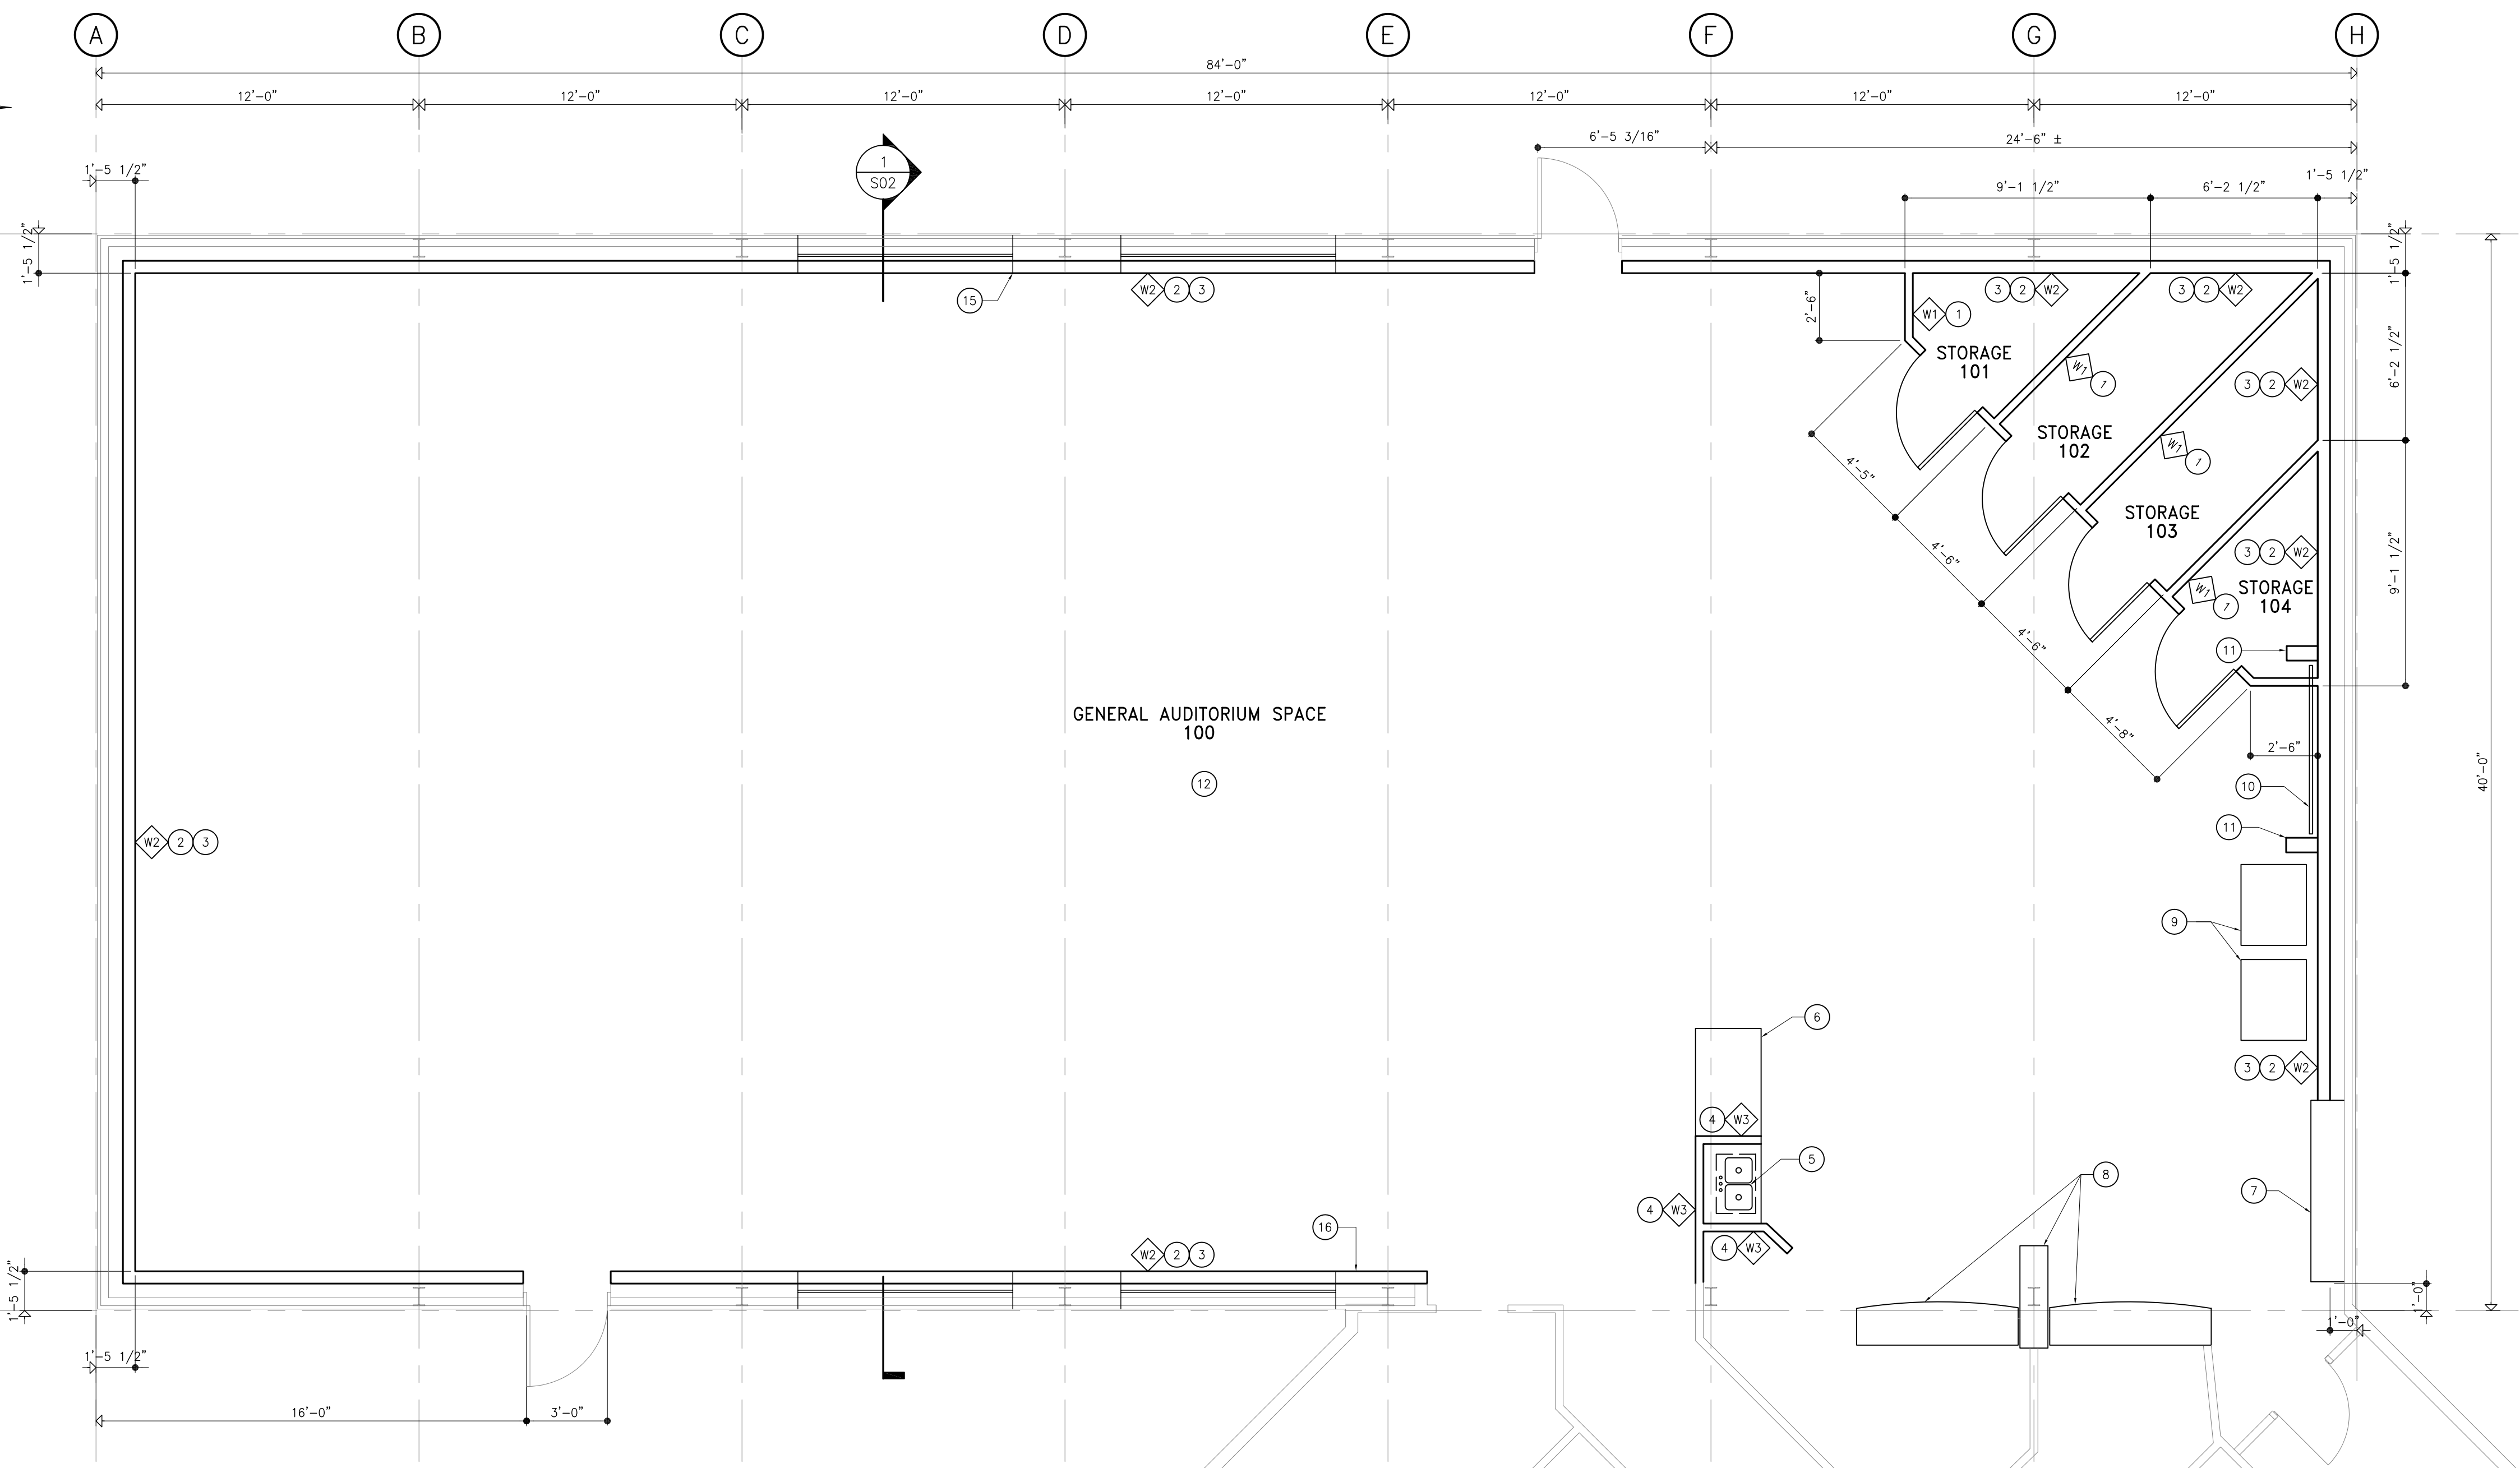 A B C D E F G H
84'-0"
12'-0" 12'-0" 12'-0" 12'-0" 12'-0" 12'-0" 12'-0"
6'-5 3/16" 24'-6" ±
1'-5 1/2" 1 1'-5 1/2"
S02 9'-1 1/2" 6'-2 1/2"
1'-5 1/2" 1'-5 1/2"
15 W2 2 3 3 2 W2 3 2 W2
2'-6" W1 1
STORAGE
101
W1 1
3 2 W2 6'-2 1/2"
STORAGE
102
4'-5" W1 1
STORAGE
103
4'-6" 3 2 W2 9'-1 1/2"
W1 1
STORAGE
104
4'-6" 11
GENERAL AUDITORIUM SPACE
100
4'-8" 2'-6"
12 10 40'-0"
W2 2 3 11
9
6
3 2 W2
4 W3
5
8
7
4 W3
16
W2 2 3 4 W3
1'-5 1/2" 1'-0"
1'-0"
1'-5 1/2"
16'-0" 3'-0"